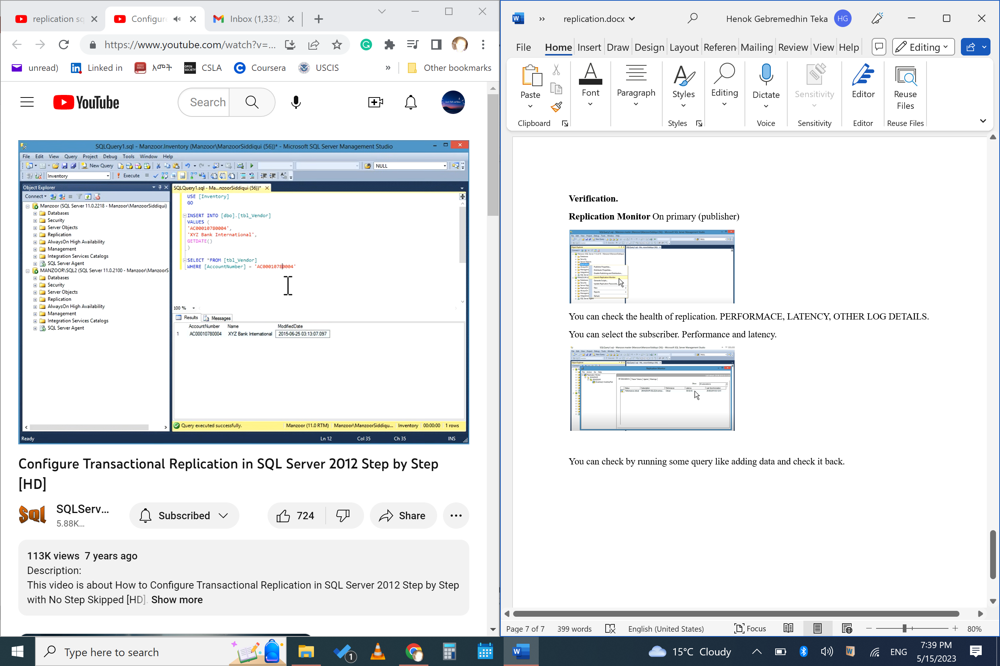 replication sq
Configure
Inbox (1,332)
https://www.youtube.com/watch?v=...
unread)
Linked in
አሙት
OPEN SOCIETY
CSLA
Coursera
USCIS
»
Other bookmarks
YouTube
Search
SQLQuery1.sql - Manzoor.Inventory (Manzoor\ManzoorSiddiqui (56))* - Microsoft SQL Server Management Studio
File Edit View Query Project Debug Tools Window Help
New Query
NULL
Inventory
Execute
Object Explorer
Connect
Manzoor (SQL Server 11.0.2218 - Manzoor\ManzoorSiddiqui)
Databases
Security
Server Objects
Replication
AlwaysOn High Availability
Management
Integration Services Catalogs
SQL Server Agent
MANZOOR\SQL2 (SQL Server 11.0.2100 - Manzoor\ManzoorS
Databases
Security
Server Objects
Replication
AlwaysOn High Availability
Management
Integration Services Catalogs
SQL Server Agent
SQLQuery1.sql - Ma...nzoorSiddiqui (56))*
USE [Inventory]
GO
INSERT INTO [dbo].[tbl_Vendor]
VALUES (
'AC00010780004',
'XYZ Bank International',
GETDATE()
)
SELECT *FROM [tbl_Vendor]
WHERE [AccountNumber] = 'AC00010780004'
100 %
Results Messages
AccountNumber Name ModifiedDate
1 AC00010780004 XYZ Bank International 2015-06-25 03:13:07.097
Query executed successfully. Manzoor (11.0 RTM) Manzoor\ManzoorSiddiqu... Inventory 00:00:00 1 rows
Ready Ln 12 Col 35 Ch 35 INS
Configure Transactional Replication in SQL Server 2012 Step by Step
[HD]
Sql
SQLServ...
5.88K...
Subscribed
724
Share
113K views 7 years ago
Description:
This video is about How to Configure Transactional Replication in SQL Server 2012 Step by Step
with No Step Skipped [HD]. Show more
replication.docx
Henok Gebremedhin Teka
HG
File Home Insert Draw Design Layout Referen Mailing Review View Help
Editing
Paste
Font
Paragraph
Styles
Editing
Dictate
Sensitivity
Editor
Reuse
Files
Clipboard
Styles
Voice
Sensitivity
Editor
Reuse Files
Verification.
Replication Monitor On primary (publisher)
Launch Replication Monitor
You can check the health of replication. PERFORMACE, LATENCY, OTHER LOG DETAILS.
You can select the subscriber. Performance and latency.
Replication Monitor
You can check by running some query like adding data and check it back.
Page 7 of 7
399 words
English (United States)
Focus
80%
Type here to search
1
15°C Cloudy
ENG
7:39 PM
5/15/2023